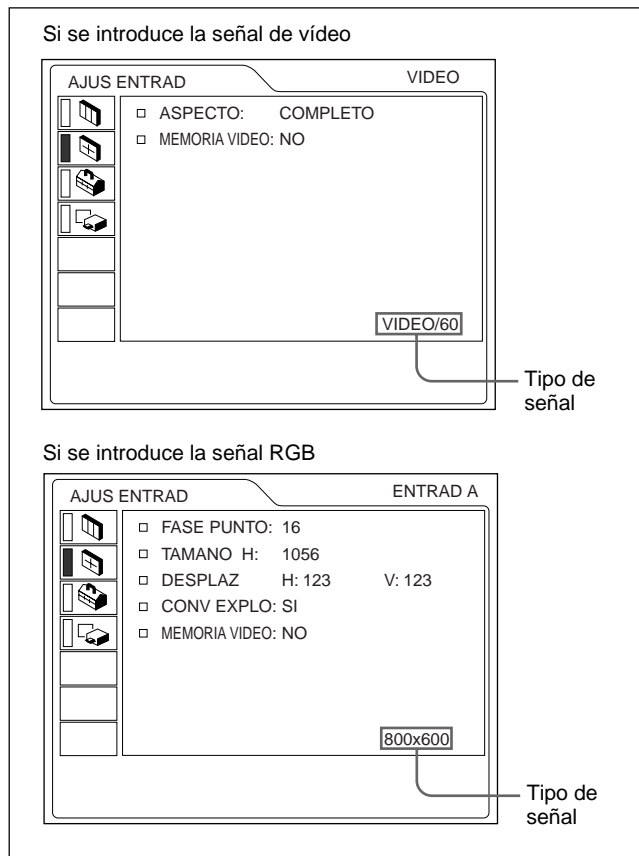 Si se introduce la señal de vídeo
AJUS ENTRAD VIDEO
ASPECTO: COMPLETO
MEMORIA VIDEO: NO
VIDEO/60
Tipo de
señal
Si se introduce la señal RGB
AJUS ENTRAD ENTRAD A
FASE PUNTO: 16
TAMANO H: 1056
DESPLAZ H: 123 V: 123
CONV EXPLO: SI
MEMORIA VIDEO: NO
800x600
Tipo de
señal